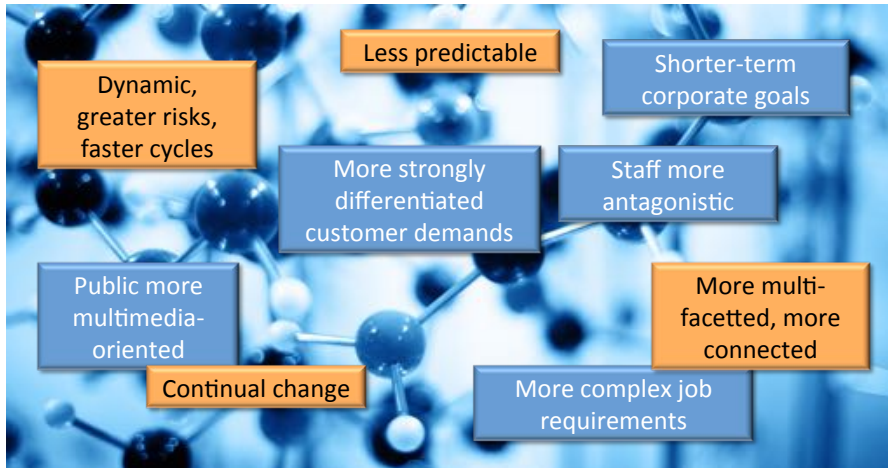 Less predictable
Shorter-term
corporate goals
Dynamic,
greater risks,
faster cycles
More strongly
differentiated
customer demands
Staff more
antagonistic
Public more
multimedia-
oriented
More multi-
facetted, more
connected
Continual change
More complex job
requirements